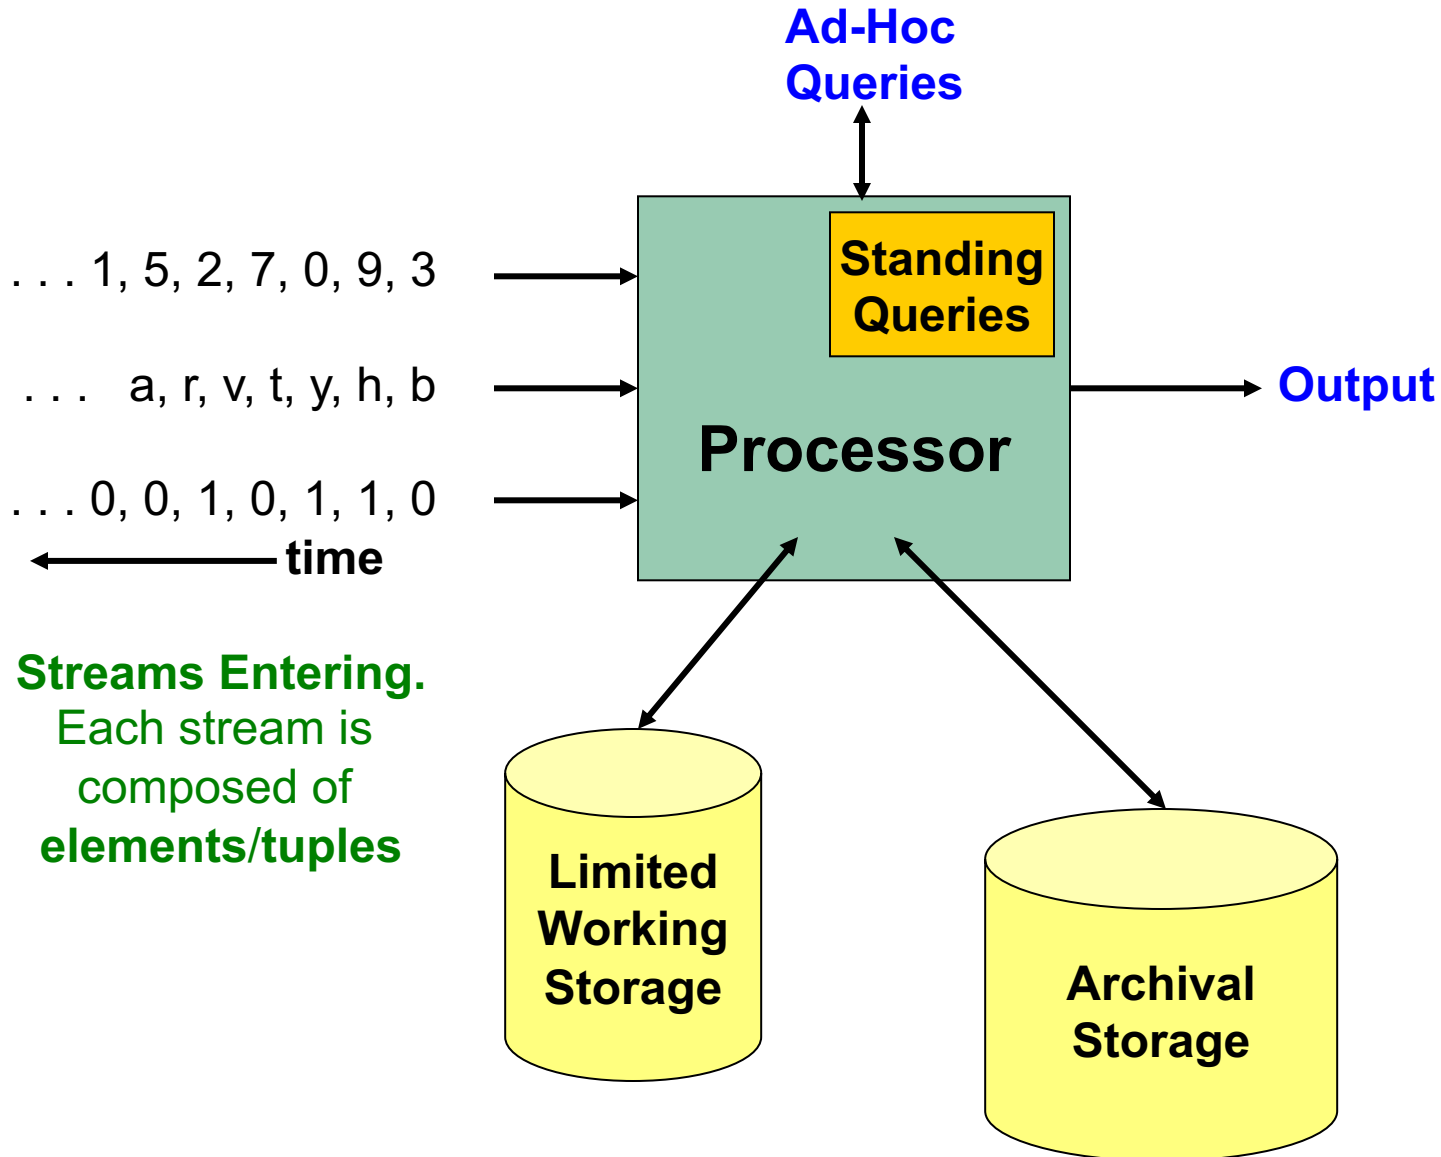 Ad-Hoc
Queries
Standing
Queries
. . . 1, 5, 2, 7, 0, 9, 3
. . . a, r, v, t, y, h, b
Output
Processor
. . . 0, 0, 1, 0, 1, 1, 0
time
Streams Entering.
Each stream is
composed of
elements/tuples
Limited
Working
Storage
Archival
Storage